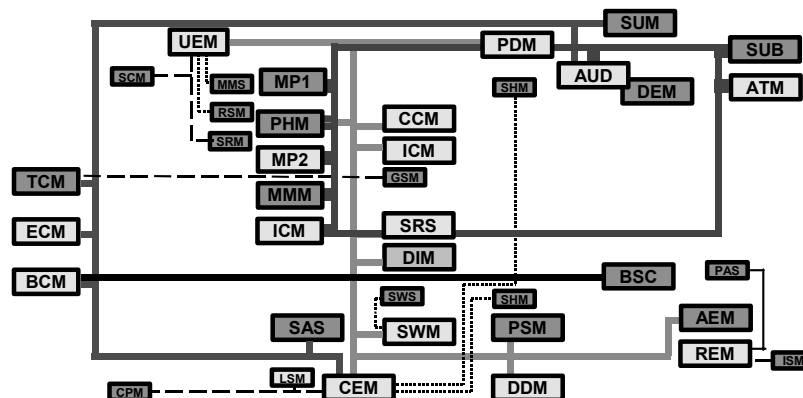 SUM
UEM
PDM
SUB
AUD
SCM
MMS
MP1
SHM
DEM
ATM
RSM
PHM
CCM
SRM
MP2
ICM
TCM
GSM
MMM
ECM
ICM
SRS
DIM
BCM
BSC
PAS
SWS
SHM
SAS
SWM
PSM
AEM
REM
ISM
LSM
CPM
CEM
DDM